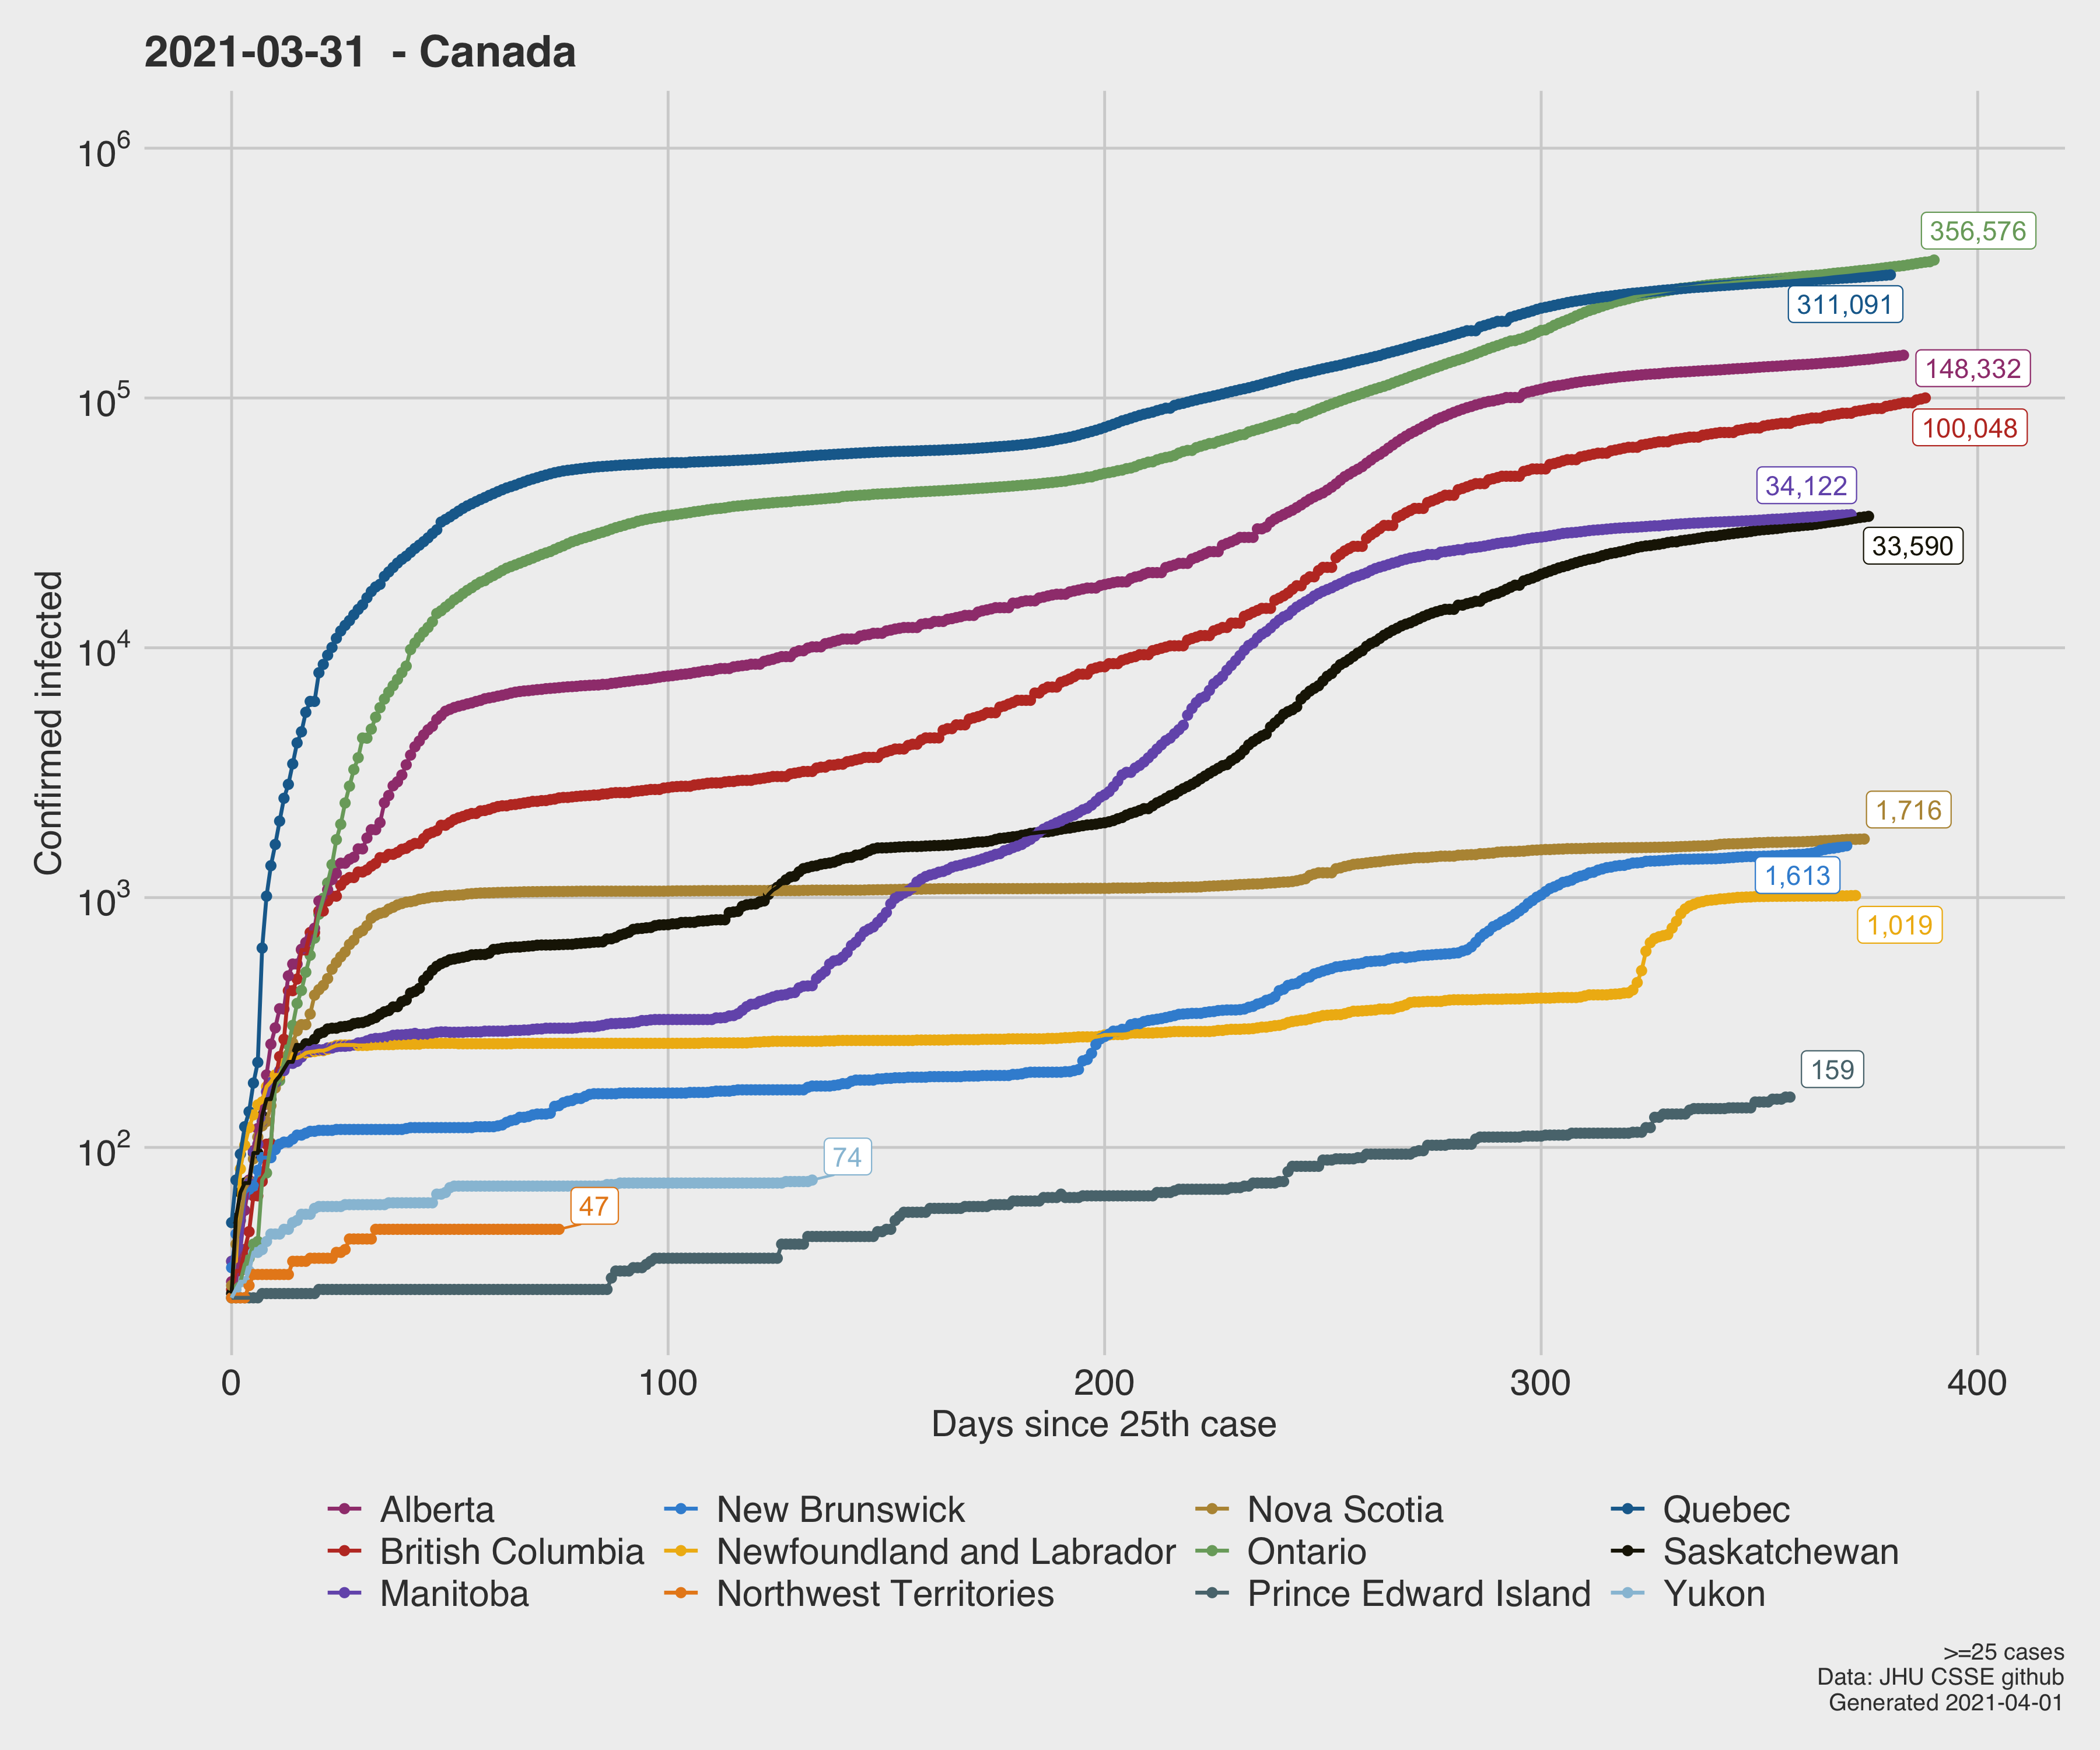 2021-03-31  - Canada
Confirmed infected
10^6
10^5
10^4
10^3
10^2
356,576
311,091
148,332
100,048
34,122
33,590
1,716
1,613
1,019
159
74
47
0 100 200 300 400
Days since 25th case
Alberta New Brunswick Nova Scotia Quebec
British Columbia Newfoundland and Labrador Ontario Saskatchewan
Manitoba Northwest Territories Prince Edward Island Yukon
>=25 cases
Data: JHU CSSE github
Generated 2021-04-01